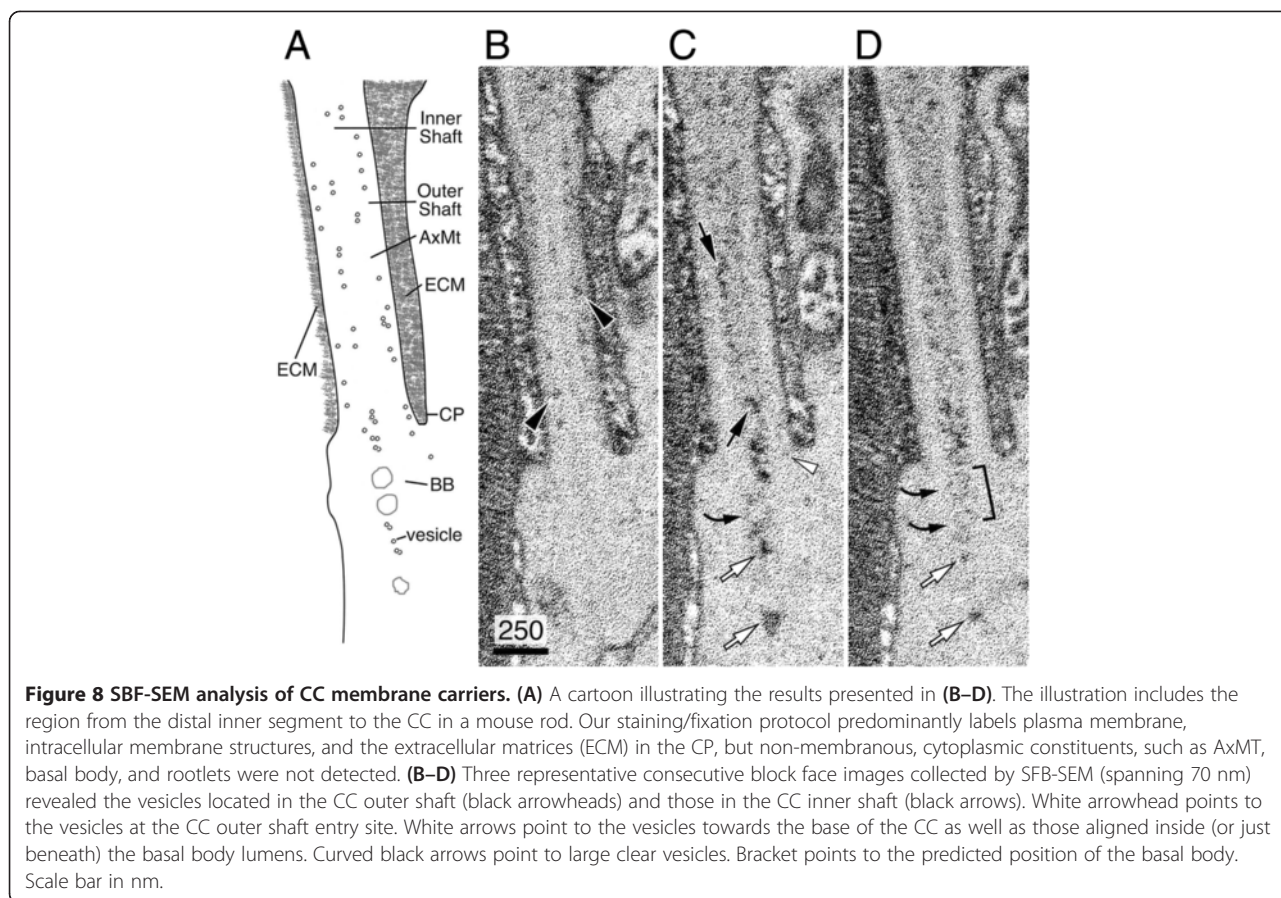 A
B
C
D
Inner
Shaft
Outer
Shaft
AxMt
ECM
ECM
CP
BB
vesicle
250
Figure 8 SBF-SEM analysis of CC membrane carriers. (A) A cartoon illustrating the results presented in (B–D). The illustration includes the
region from the distal inner segment to the CC in a mouse rod. Our staining/fixation protocol predominantly labels plasma membrane,
intracellular membrane structures, and the extracellular matrices (ECM) in the CP, but non-membranous, cytoplasmic constituents, such as AxMT,
basal body, and rootlets were not detected. (B–D) Three representative consecutive block face images collected by SFB-SEM (spanning 70 nm)
revealed the vesicles located in the CC outer shaft (black arrowheads) and those in the CC inner shaft (black arrows). White arrowhead points to
the vesicles at the CC outer shaft entry site. White arrows point to the vesicles towards the base of the CC as well as those aligned inside (or just
beneath) the basal body lumens. Curved black arrows point to large clear vesicles. Bracket points to the predicted position of the basal body.
Scale bar in nm.